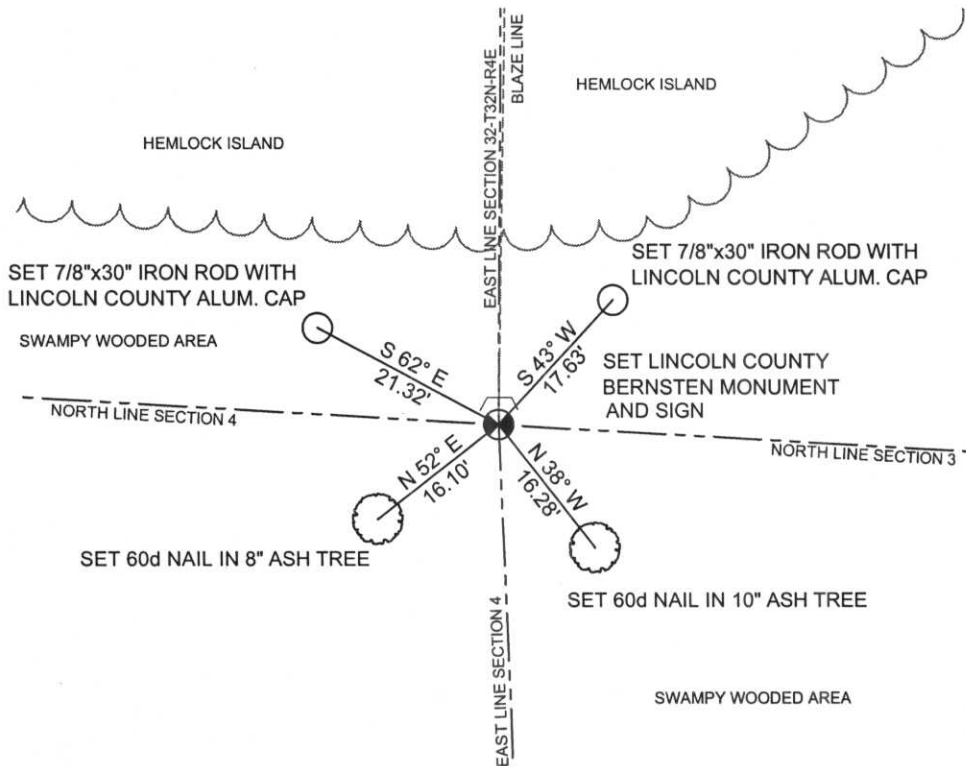 BLAZE LINE
EAST LINE SECTION 32-T32N-R4E
HEMLOCK ISLAND
HEMLOCK ISLAND
SET 7/8"x30" IRON ROD WITH
LINCOLN COUNTY ALUM. CAP
SET 7/8"x30" IRON ROD WITH
LINCOLN COUNTY ALUM. CAP
SWAMPY WOODED AREA
S 62° E
21.32'
S 43° W
17.63'
SET LINCOLN COUNTY
BERNSTEN MONUMENT
AND SIGN
NORTH LINE SECTION 4
NORTH LINE SECTION 3
N 52° E
16.10'
N 38° W
16.28'
SET 60d NAIL IN 8" ASH TREE
SET 60d NAIL IN 10" ASH TREE
EAST LINE SECTION 4
SWAMPY WOODED AREA